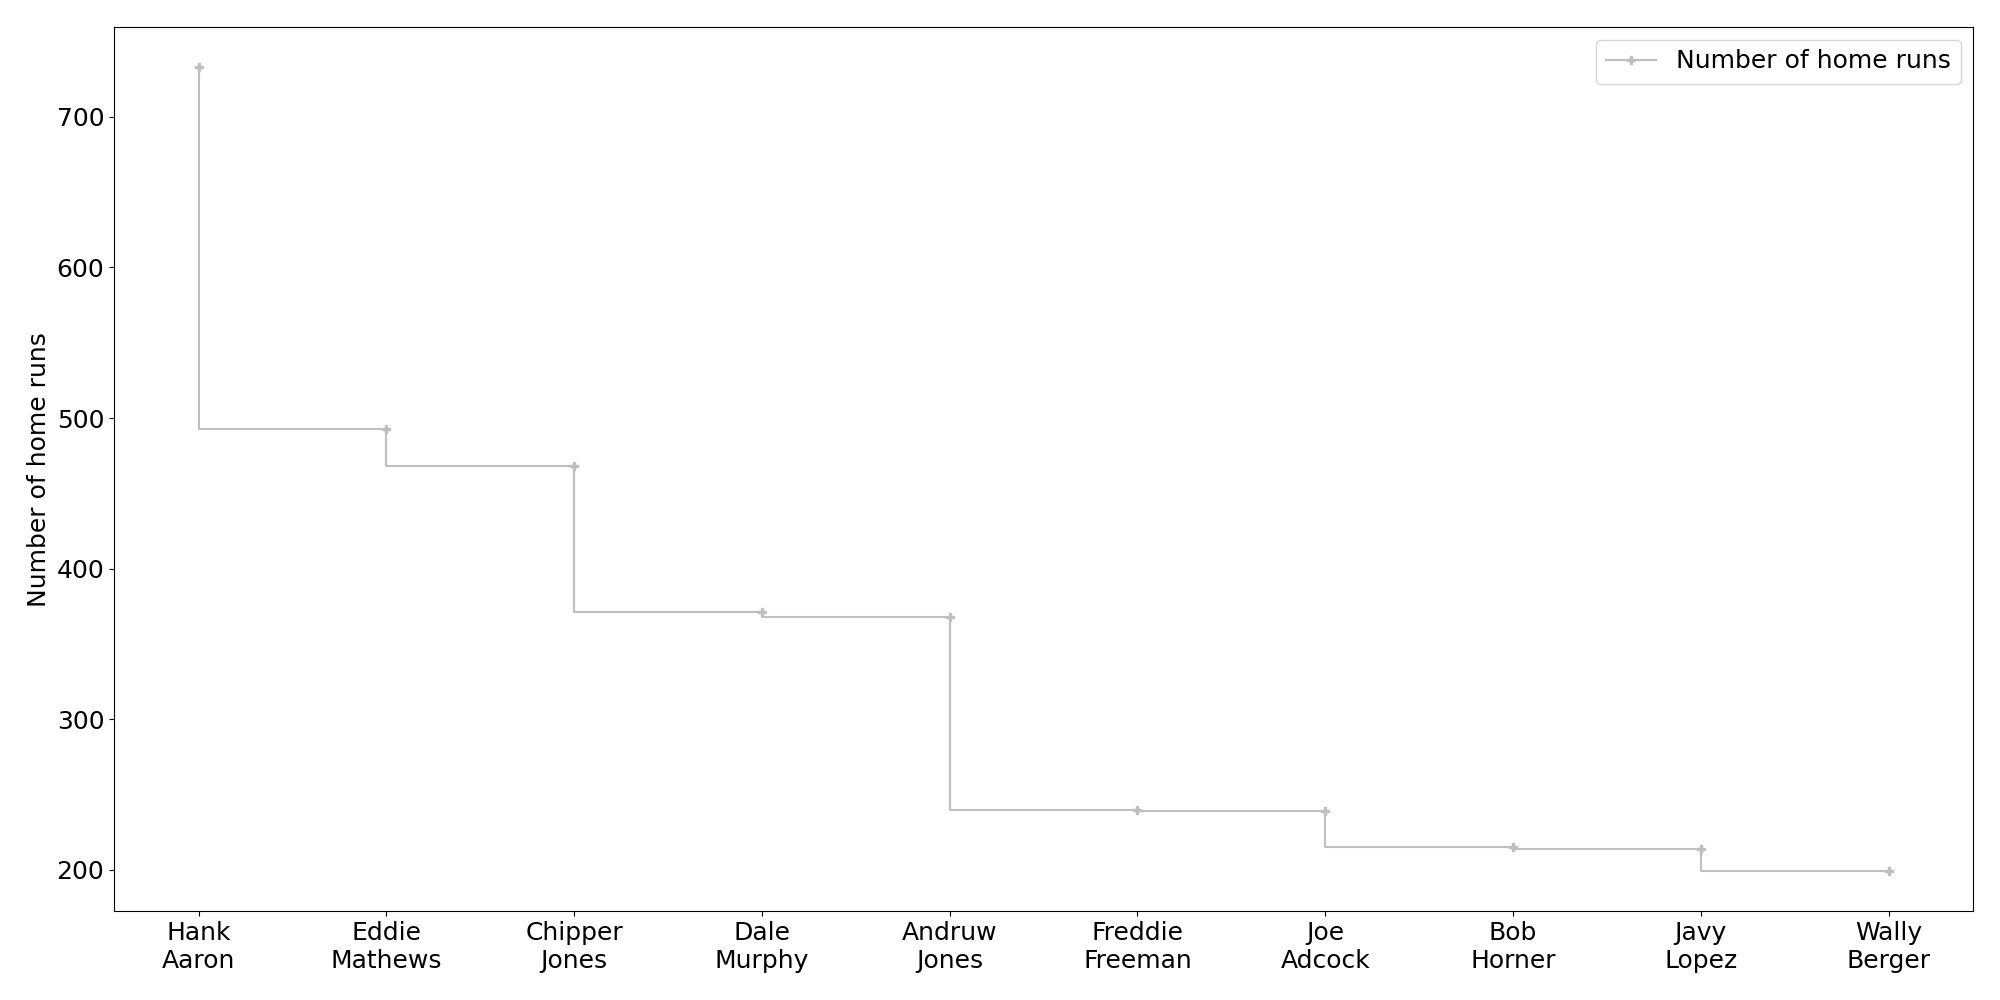 Number of home runs
700
600
500
400
300
200
Number of home runs
Hank
Aaron
Eddie
Mathews
Chipper
Jones
Dale
Murphy
Andruw
Jones
Freddie
Freeman
Joe
Adcock
Bob
Horner
Javy
Lopez
Wally
Berger